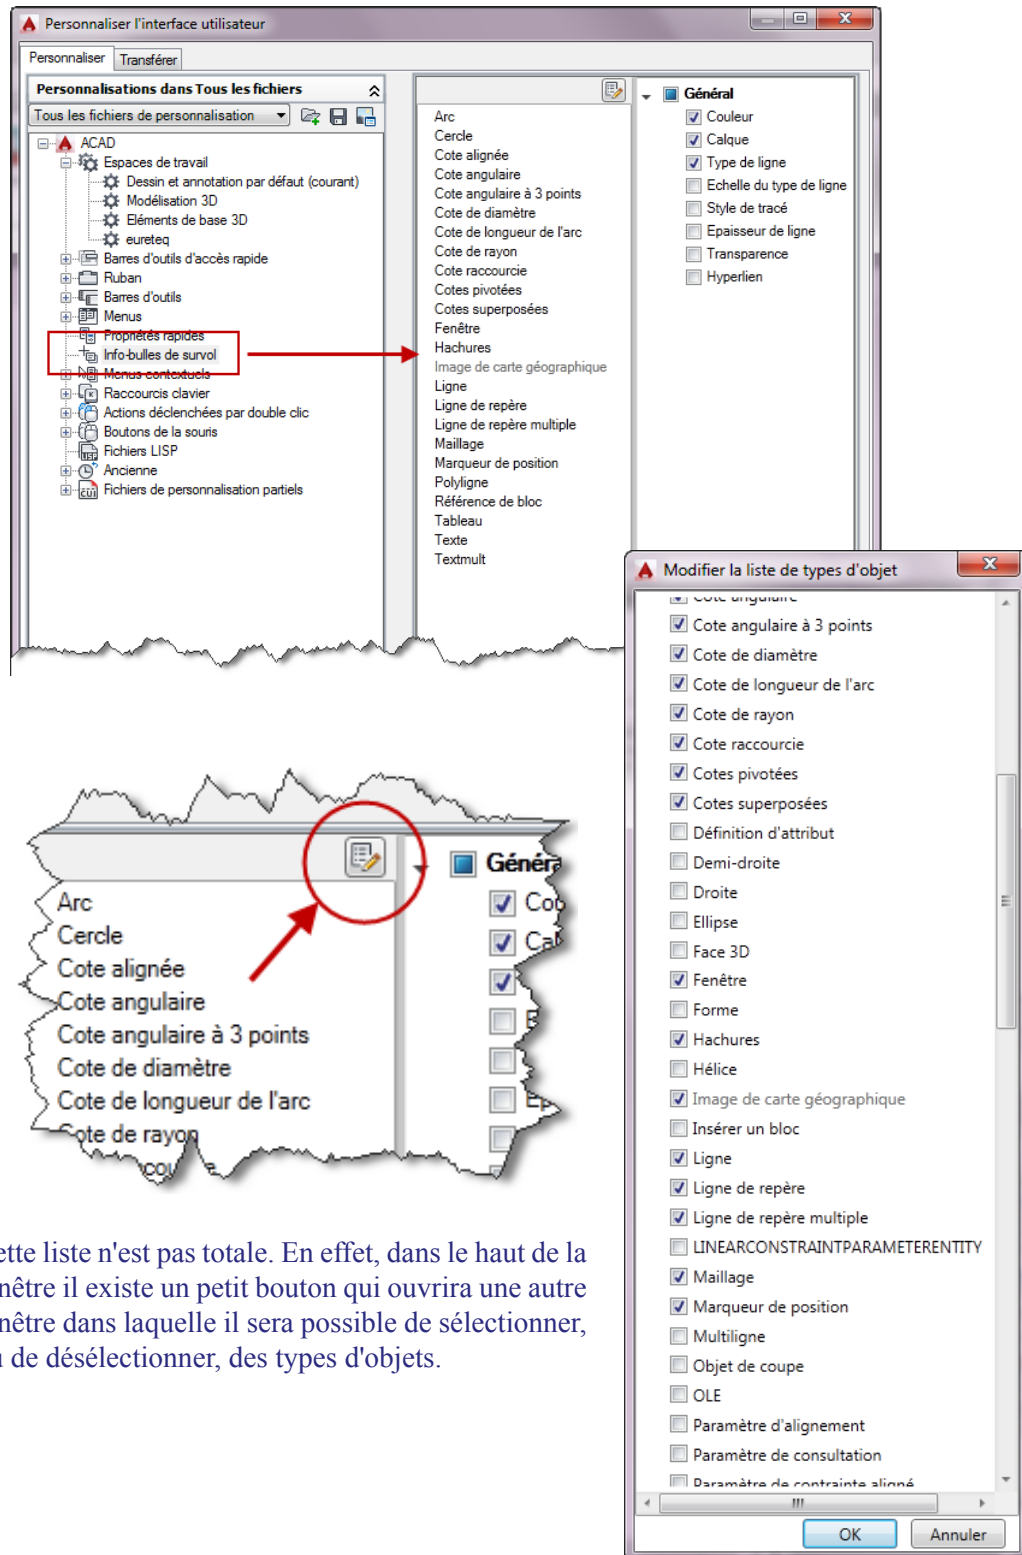 Personnaliser l'interface utilisateur
Personnaliser
Transférer
Personnalisations dans Tous les fichiers
Tous les fichiers de personnalisation
ACAD
Espaces de travail
Dessin et annotation par défaut (courant)
Modélisation 3D
Eléments de base 3D
eureteq
Barres d'outils d'accès rapide
Ruban
Barres d'outils
Menus
Propriétés rapides
Info-bulles de survol
Menus contextuels
Raccourcis clavier
Actions déclenchées par double clic
Boutons de la souris
Fichiers LISP
Ancienne
Fichiers de personnalisation partiels
Arc
Cercle
Cote alignée
Cote angulaire
Cote angulaire à 3 points
Cote de diamètre
Cote de longueur de l'arc
Cote de rayon
Cote raccourcie
Cotes pivotées
Cotes superposées
Fenêtre
Hachures
Image de carte géographique
Ligne
Ligne de repère
Ligne de repère multiple
Maillage
Marqueur de position
Polyligne
Référence de bloc
Tableau
Texte
Textmult
Général
Couleur
Calque
Type de ligne
Echelle du type de ligne
Style de tracé
Epaisseur de ligne
Transparence
Hyperlien
Modifier la liste de types d'objet
Cote angulaire
Cote angulaire à 3 points
Cote de diamètre
Cote de longueur de l'arc
Cote de rayon
Cote raccourcie
Cotes pivotées
Cotes superposées
Définition d'attribut
Demi-droite
Droite
Ellipse
Face 3D
Fenêtre
Forme
Hachures
Hélice
Image de carte géographique
Insérer un bloc
Ligne
Ligne de repère
Ligne de repère multiple
LINEARCONSTRAINTPARAMETERENTITY
Maillage
Marqueur de position
Multiligne
Objet de coupe
OLE
Paramètre d'alignement
Paramètre de consultation
Paramètre de contrainte aligné
OK
Annuler
Arc
Cercle
Cote alignée
Cote angulaire
Cote angulaire à 3 points
Cote de diamètre
Cote de longueur de l'arc
Cote de rayon
Généra
Cou
Cal
ette liste n'est pas totale. En effet, dans le haut de la
nêtre il existe un petit bouton qui ouvrira une autre
nêtre dans laquelle il sera possible de sélectionner,
u de désélectionner, des types d'objets.